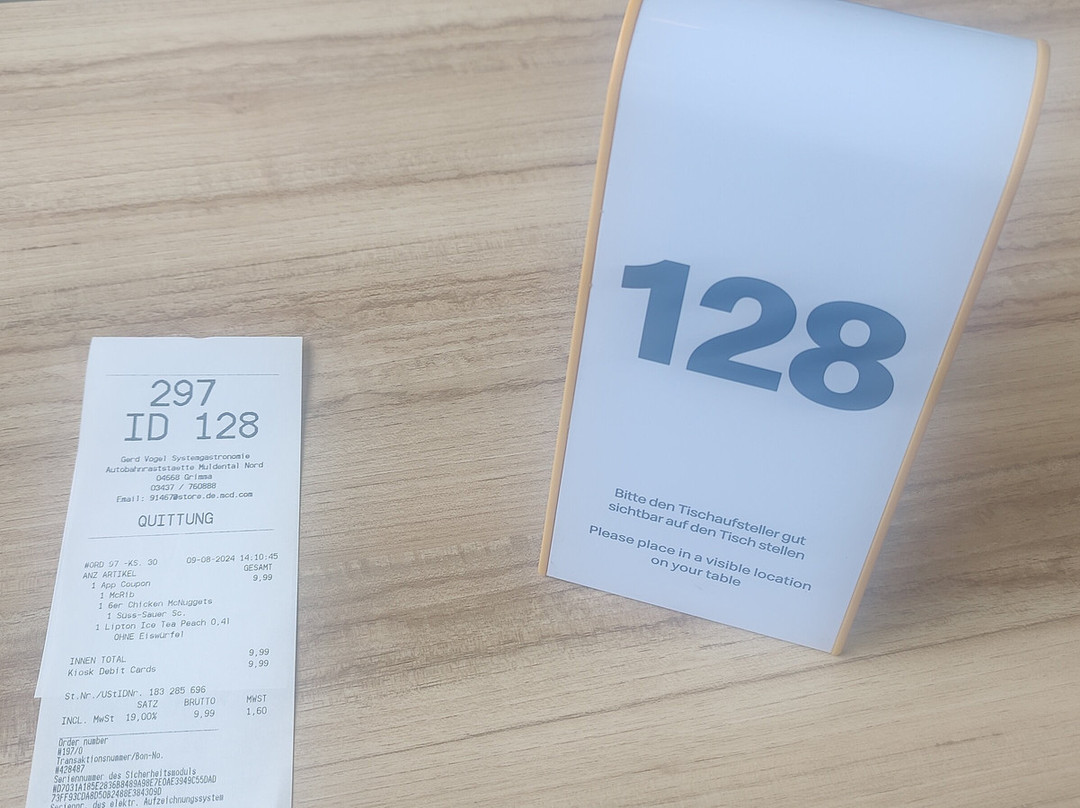 297
ID 128
Gerd Vogel Systemgastronomie
Autobahnraststaette Muldental Nord
04668 Grimma
03437 / 760888
Email: 91467@store.de.mcd.com
QUITTUNG
#ORD 97 -KS. 30 09-08-2024 14:10:45
ANZ ARTIKEL GESAMT
1 App Coupon 9,99
1 McRib
1 6er Chicken McNuggets
1 Süss-Sauer Sc.
1 Lipton Ice Tea Peach 0,4l
OHNE Eiswürfel
INNEN TOTAL 9,99
Kiosk Debit Cards 9,99
St.Nr./UStIDNr. 183 285 696
SATZ BRUTTO MWST
INCL. MwSt 19,00% 9,99 1,60
Order number
#197/0
Transaktionsnummer/Bon-No.
#428487
Seriennummer des Sicherheitsmoduls
Seriennr. des elektr. Aufzeichnungssystem
128
Bitte den Tischaufsteller gut
sichtbar auf den Tisch stellen
Please place in a visible location
on your table